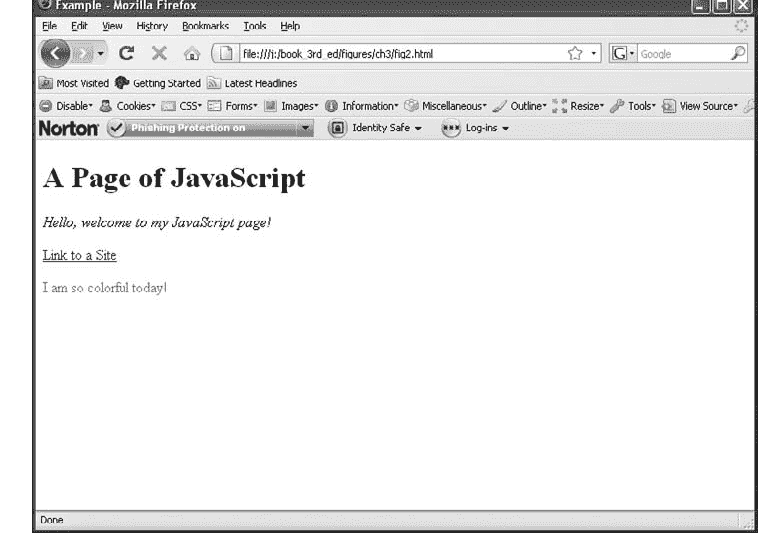 Example - Mozilla Firefox
File Edit View History Bookmarks Tools Help
file:///i:/book_3rd_ed/figures/ch3/fig2.html
G Google
Most Visited Getting Started Latest Headlines
Disable Cookies CSS Forms Images Information Miscellaneous Outline Resize Tools View Source
Norton Phishing Protection on Identity Safe Log-ins
A Page of JavaScript
Hello, welcome to my JavaScript page!
Link to a Site
I am so colorful today!
Done